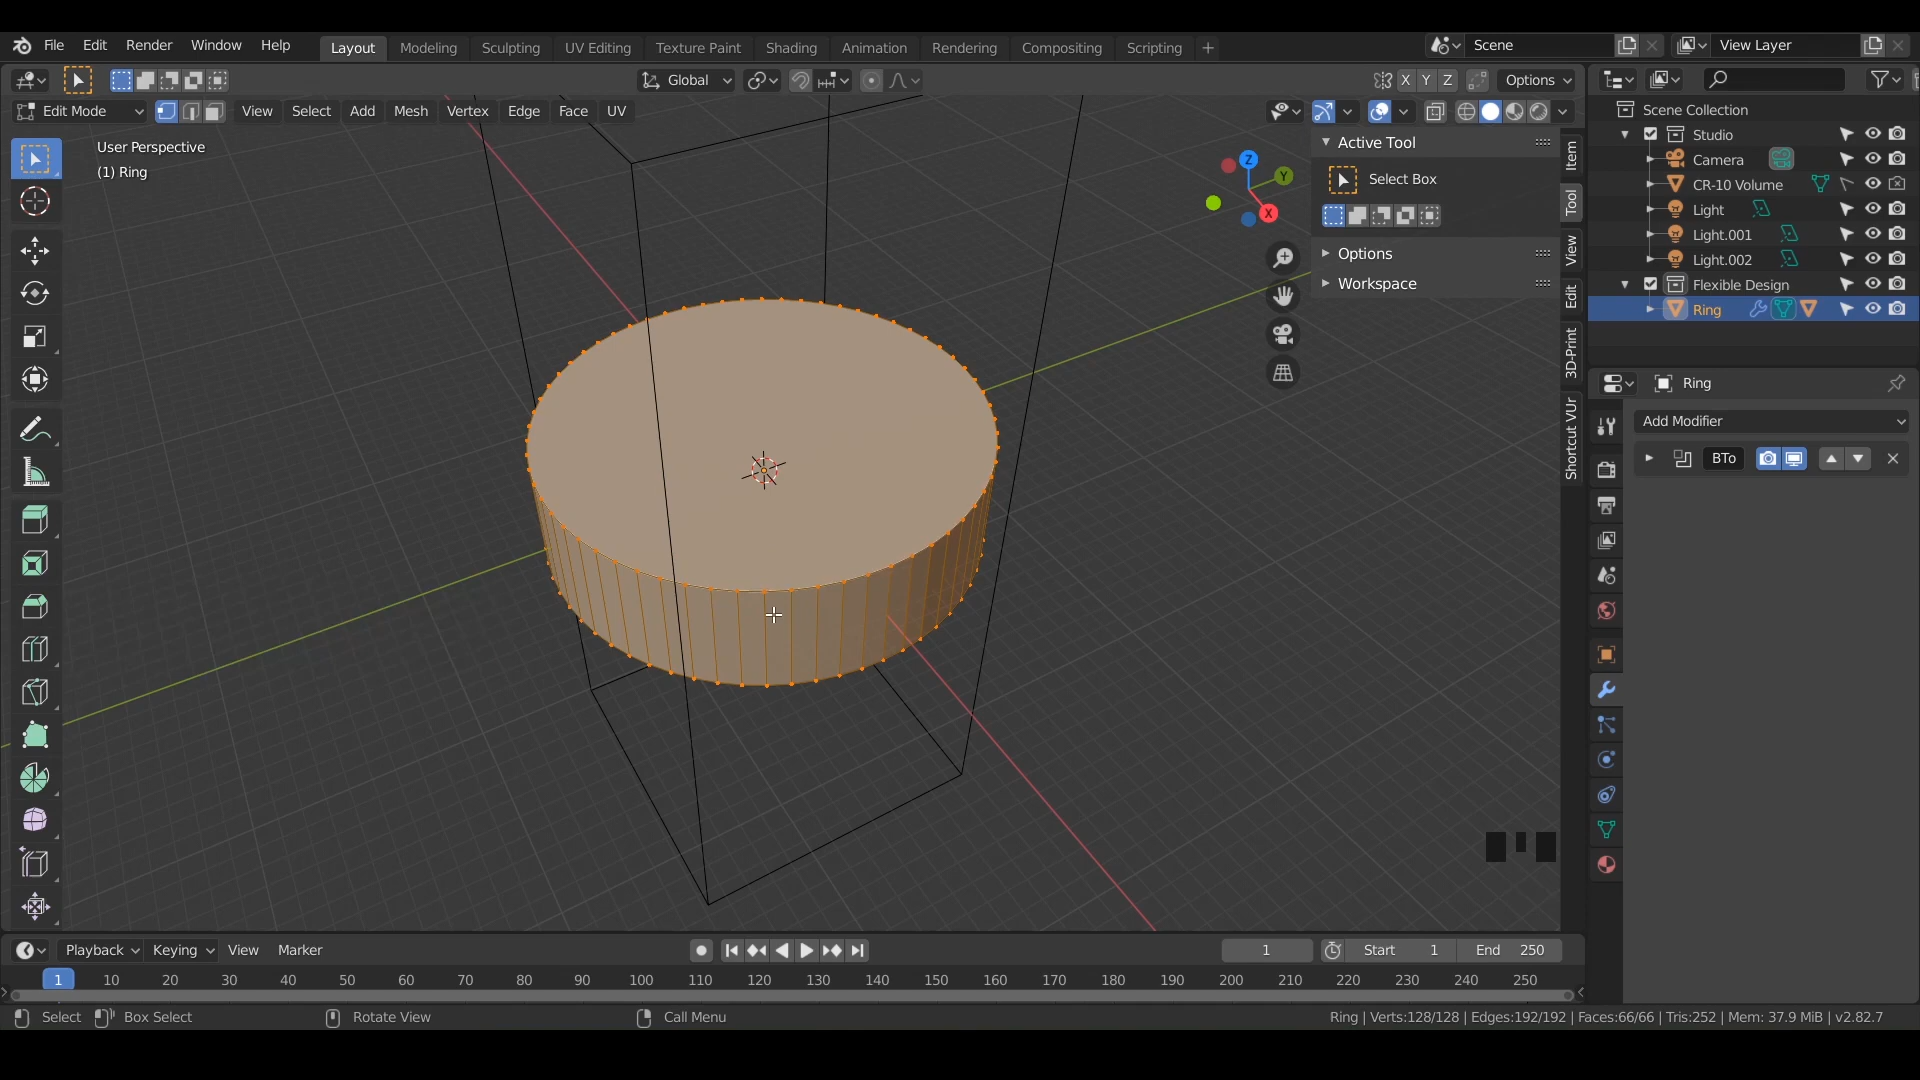 File Edit Render Window Help Layout Modeling Sculpting UV Editing Texture Paint Shading Animation Rendering Compositing Scripting + Scene View Layer
Global X Y Z Options
Edit Mode View Select Add Mesh Vertex Edge Face UV
User Perspective
(1) Ring
Z
Y
X
Active Tool
Select Box
Options
Workspace
Item
Tool
View
Edit
3D-Print
Shortcut VUr
Scene Collection
Studio
Camera
CR-10 Volume
Light
Light.001
Light.002
Flexible Design
Ring
Ring
Add Modifier
BTo
Playback Keying View Marker 1 Start 1 End 250
1 10 20 30 40 50 60 70 80 90 100 110 120 130 140 150 160 170 180 190 200 210 220 230 240 250
Select Box Select Rotate View Call Menu Ring | Verts:128/128 | Edges:192/192 | Faces:66/66 | Tris:252 | Mem: 37.9 MiB | v2.82.7